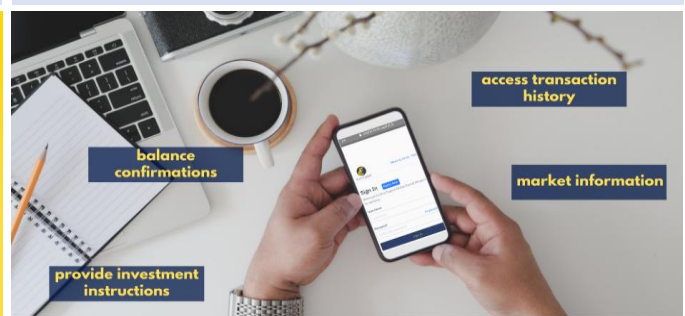 access transaction
history
balance
confirmations
market information
provide investment
instructions
Sign In